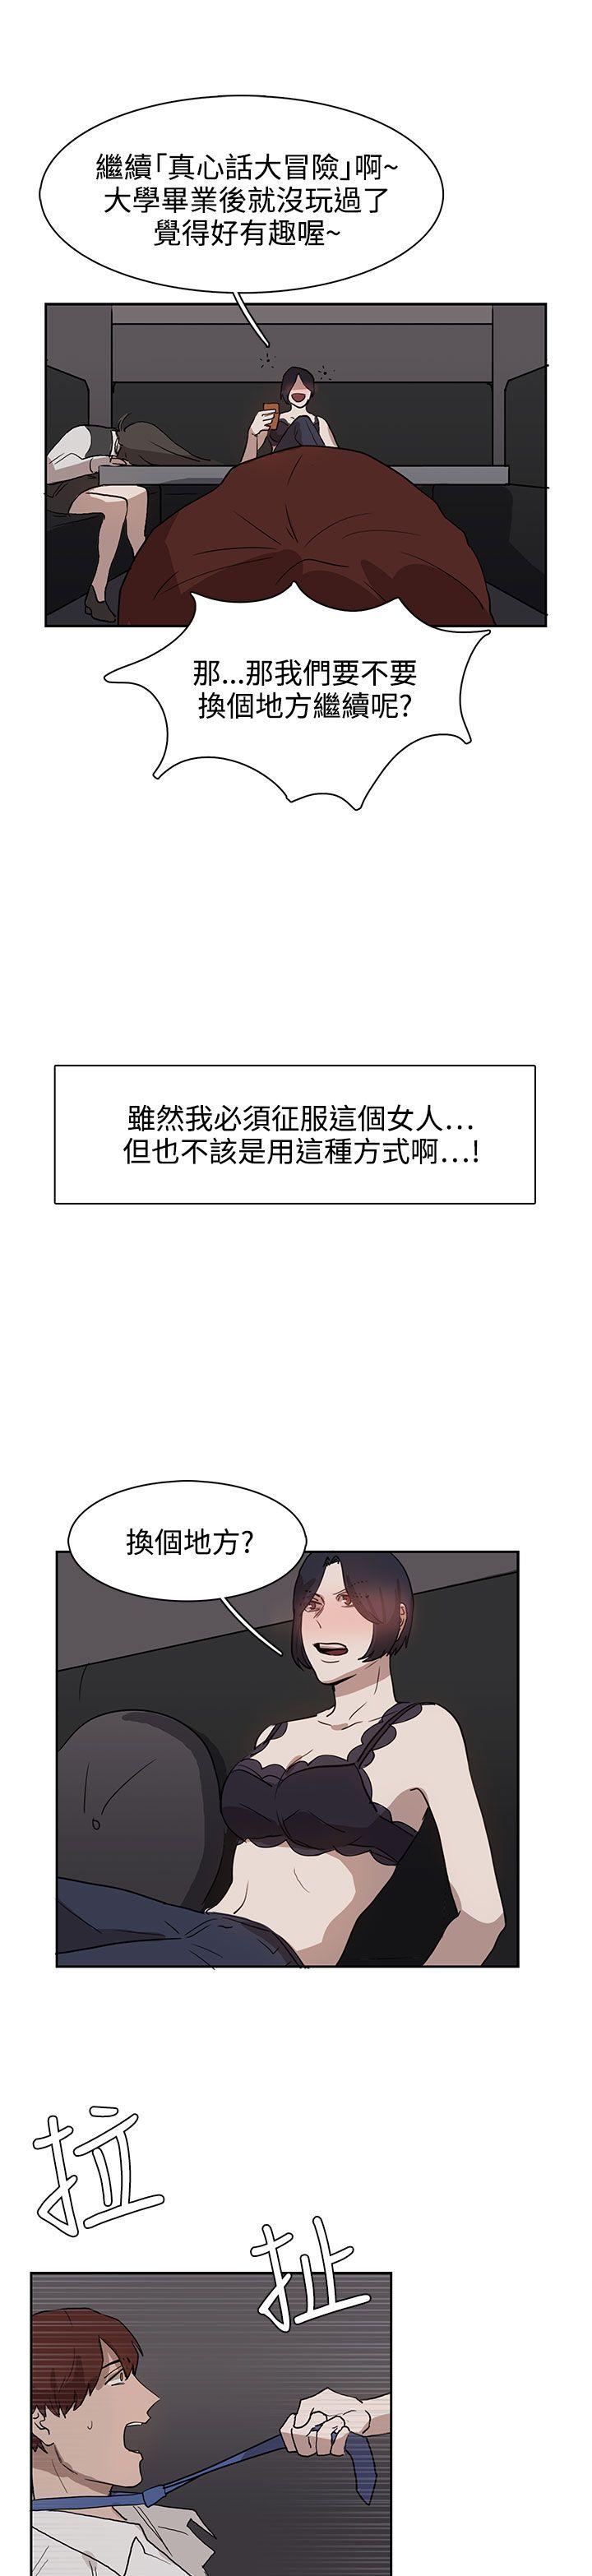 繼續「真心話大冒險」啊~
大學畢業後就沒玩過了
覺得好有趣喔~
那...那我們要不要
換個地方繼續呢?
雖然我必須征服這個女人...
但也不該是用這種方式啊...!
換個地方?
拉
扯